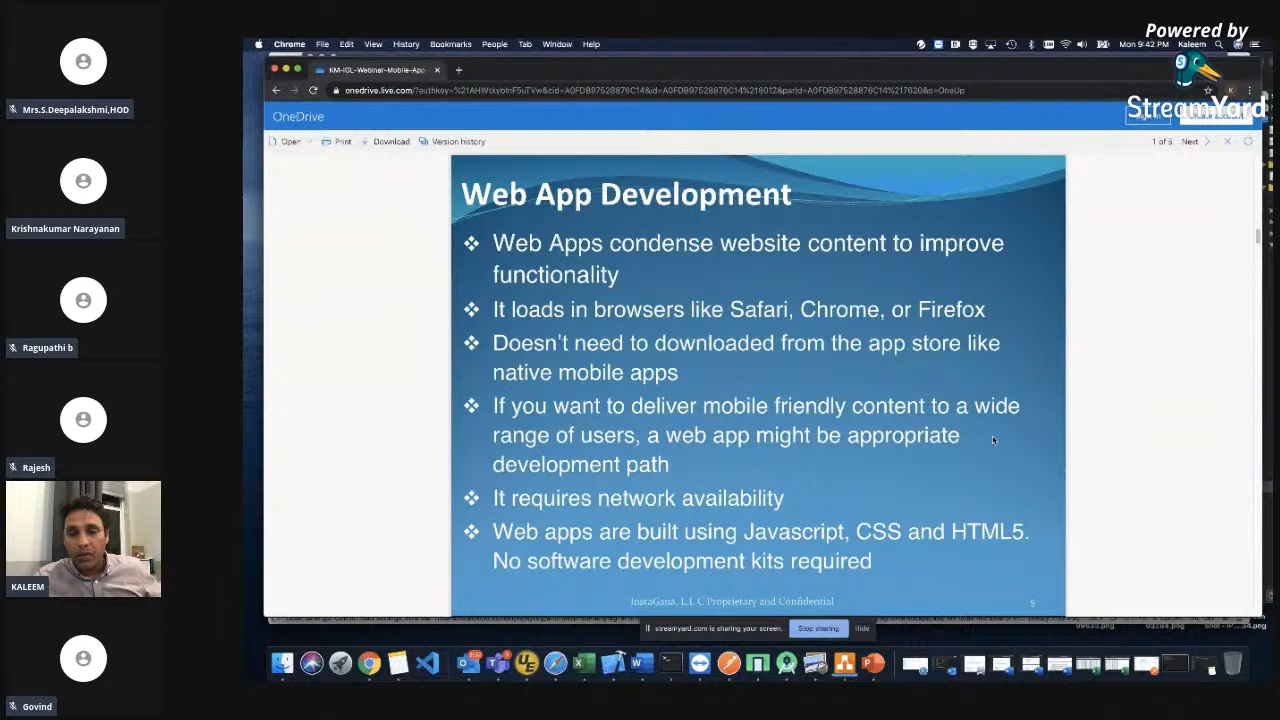 Powered by
StreamYard
Mrs.S.Deepalakshmi,HOD
Krishnakumar Narayanan
Ragupathi b
Rajesh
KALEEM
Govind
Chrome File Edit View History Bookmarks People Tab Window Help
Mon 9:42 PM Kaleem
KM-IGL-Webinar-Mobile-App-
OneDrive
Open Print Download Version history
1 of 5 Next
Web App Development
❖ Web Apps condense website content to improve
functionality
❖ It loads in browsers like Safari, Chrome, or Firefox
❖ Doesn't need to downloaded from the app store like
native mobile apps
❖ If you want to deliver mobile friendly content to a wide
range of users, a web app might be appropriate
development path
❖ It requires network availability
❖ Web apps are built using Javascript, CSS and HTML5.
No software development kits required
InstaGana, L.L.C Proprietary and Confidential
5
streamyard.com is sharing your screen. Stop sharing Hide